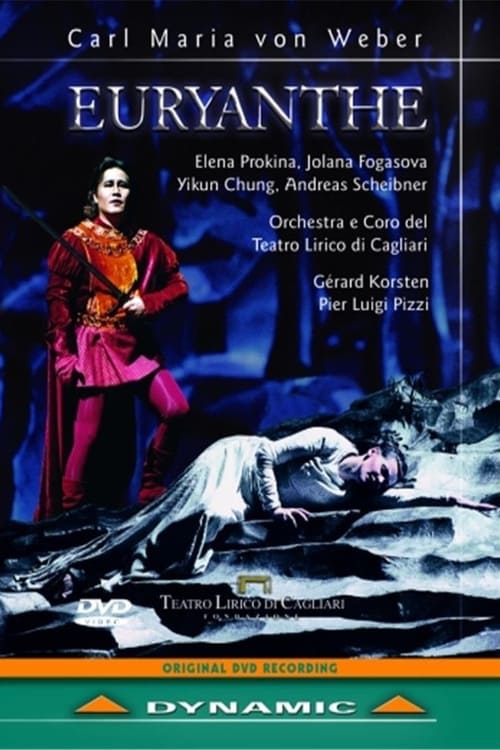 Carl Maria von Weber
EURYANTHE
Elena Prokina, Jolana Fogasova
Yikun Chung, Andreas Scheibner
Orchestra e Coro del
Teatro Lirico di Cagliari
Gérard Korsten
Pier Luigi Pizzi
DVD
VIDEO
TEATRO LIRICO DI CAGLIARI
FONDAZIONE
ORIGINAL DVD RECORDING
DYNAMIC